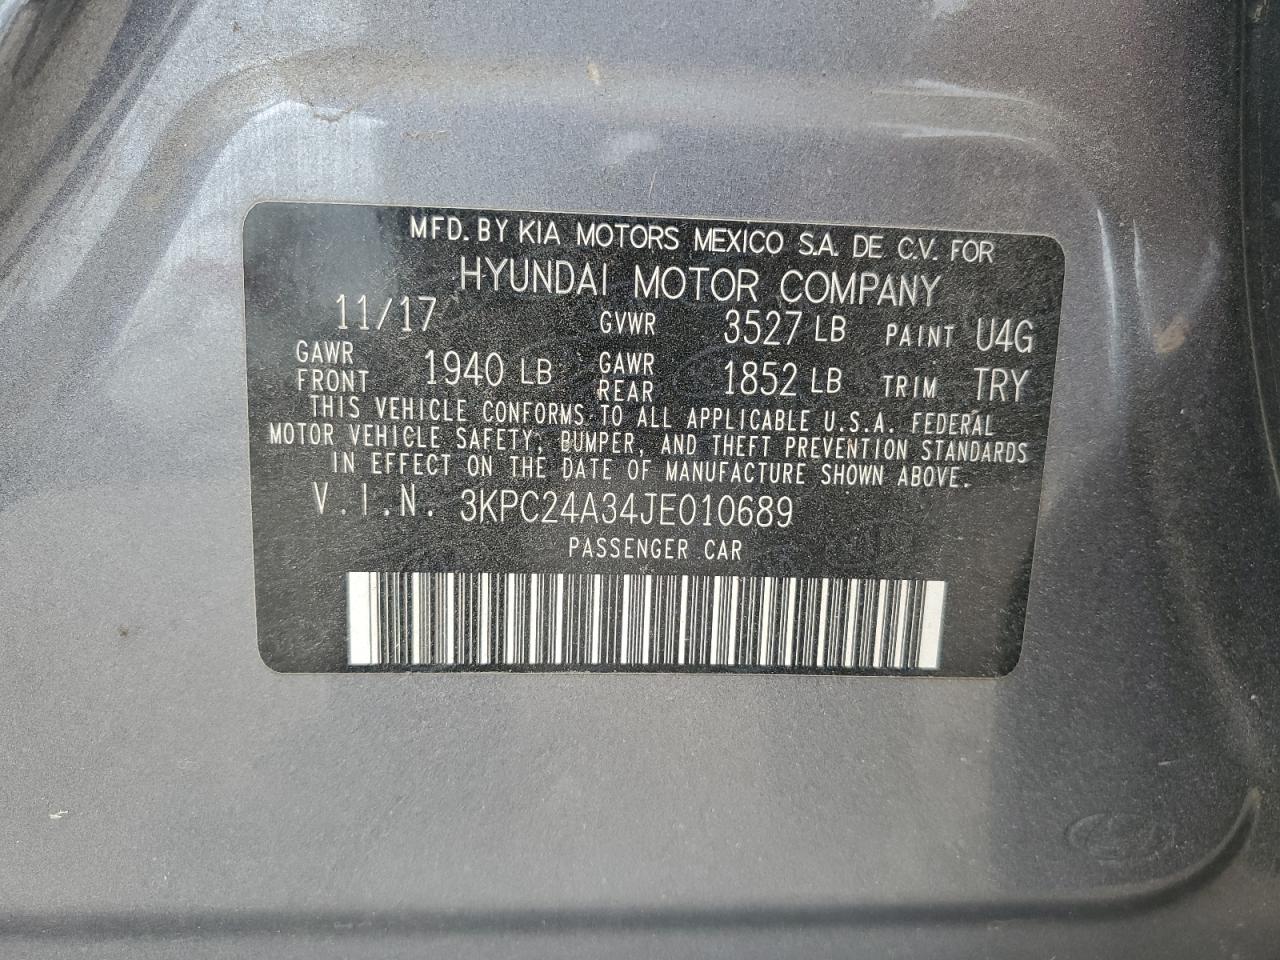 MFD. BY KIA MOTORS MEXICO S.A. DE C.V. FOR
HYUNDAI MOTOR COMPANY
11/17 GVWR 3527 LB PAINT U4G
GAWR FRONT 1940 LB GAWR REAR 1852 LB TRIM TRY
THIS VEHICLE CONFORMS TO ALL APPLICABLE U.S.A. FEDERAL
MOTOR VEHICLE SAFETY, BUMPER, AND THEFT PREVENTION STANDARDS
IN EFFECT ON THE DATE OF MANUFACTURE SHOWN ABOVE.
V.I.N. 3KPC24A34JE010689
PASSENGER CAR